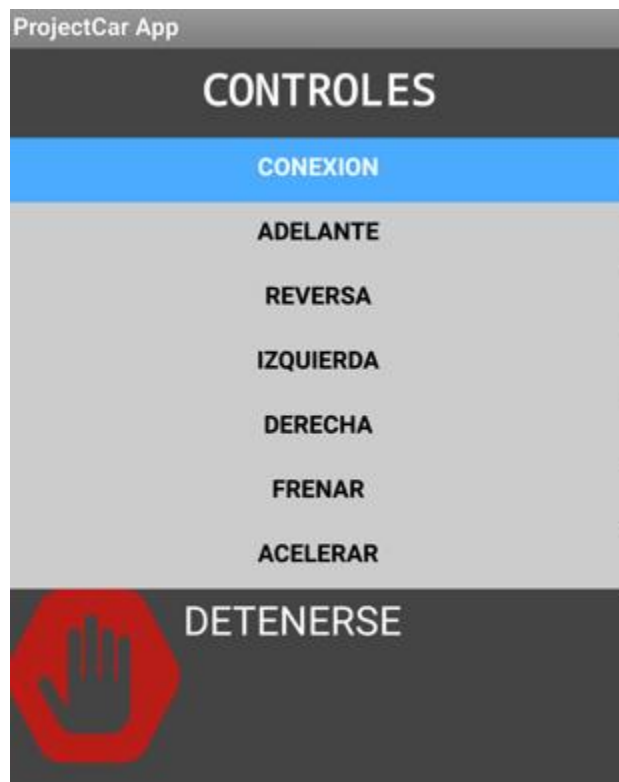 ProjectCar App
CONTROLES
CONEXION
ADELANTE
REVERSA
IZQUIERDA
DERECHA
FRENAR
ACELERAR
DETENERSE